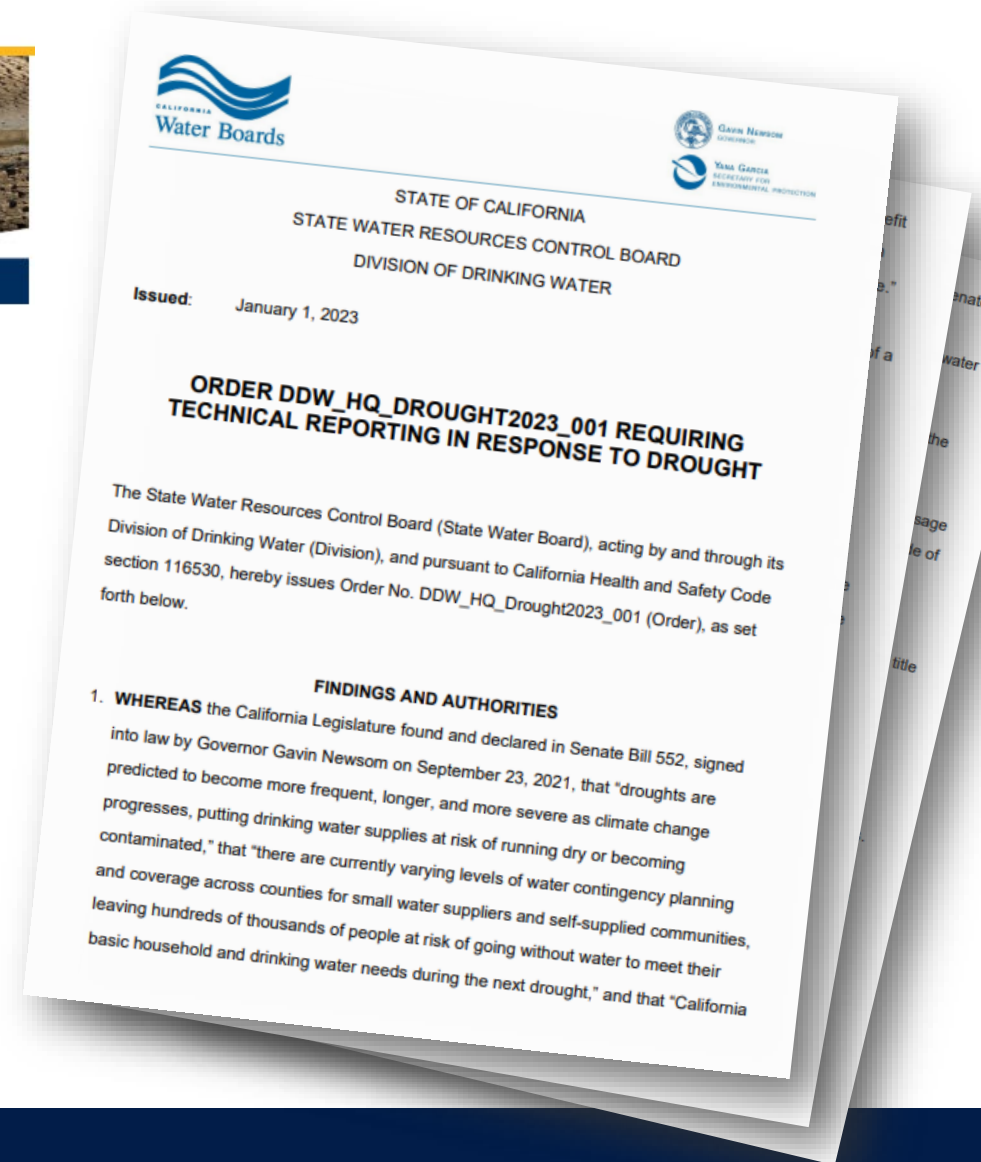 CALIFORNIA
Water Boards
GAVIN NEWSOM
GOVERNOR
YANA GARCIA
SECRETARY FOR
ENVIRONMENTAL PROTECTION
STATE OF CALIFORNIA
STATE WATER RESOURCES CONTROL BOARD
DIVISION OF DRINKING WATER
Issued: January 1, 2023
ORDER DDW_HQ_DROUGHT2023_001 REQUIRING
TECHNICAL REPORTING IN RESPONSE TO DROUGHT
The State Water Resources Control Board (State Water Board), acting by and through its
Division of Drinking Water (Division), and pursuant to California Health and Safety Code
section 116530, hereby issues Order No. DDW_HQ_Drought2023_001 (Order), as set
forth below.
FINDINGS AND AUTHORITIES
1. WHEREAS the California Legislature found and declared in Senate Bill 552, signed
into law by Governor Gavin Newsom on September 23, 2021, that “droughts are
predicted to become more frequent, longer, and more severe as climate change
progresses, putting drinking water supplies at risk of running dry or becoming
contaminated,” that “there are currently varying levels of water contingency planning
and coverage across counties for small water suppliers and self-supplied communities,
leaving hundreds of thousands of people at risk of going without water to meet their
basic household and drinking water needs during the next drought,” and that “California
efit
e.”
of a
water
the
sage
le of
title